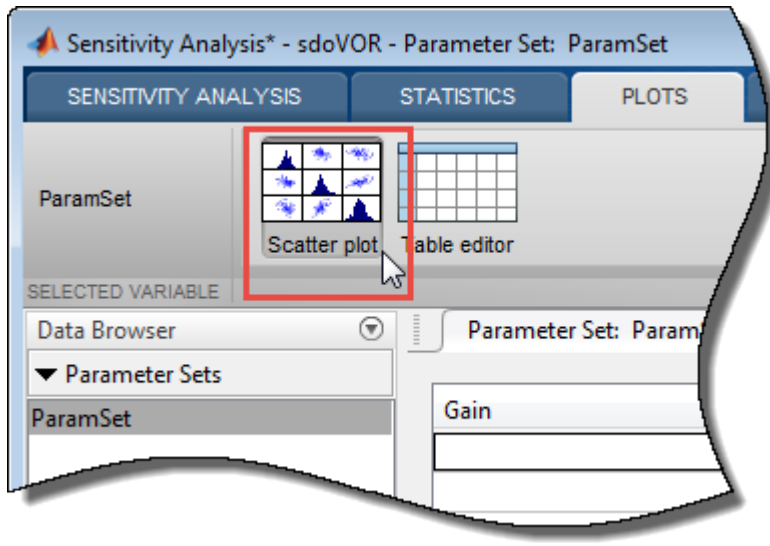 Sensitivity Analysis* - sdoVOR - Parameter Set: ParamSet
SENSITIVITY ANALYSIS STATISTICS PLOTS
ParamSet
Scatter plot Table editor
SELECTED VARIABLE
Data Browser
Parameter Set: Param
Parameter Sets
ParamSet
Gain